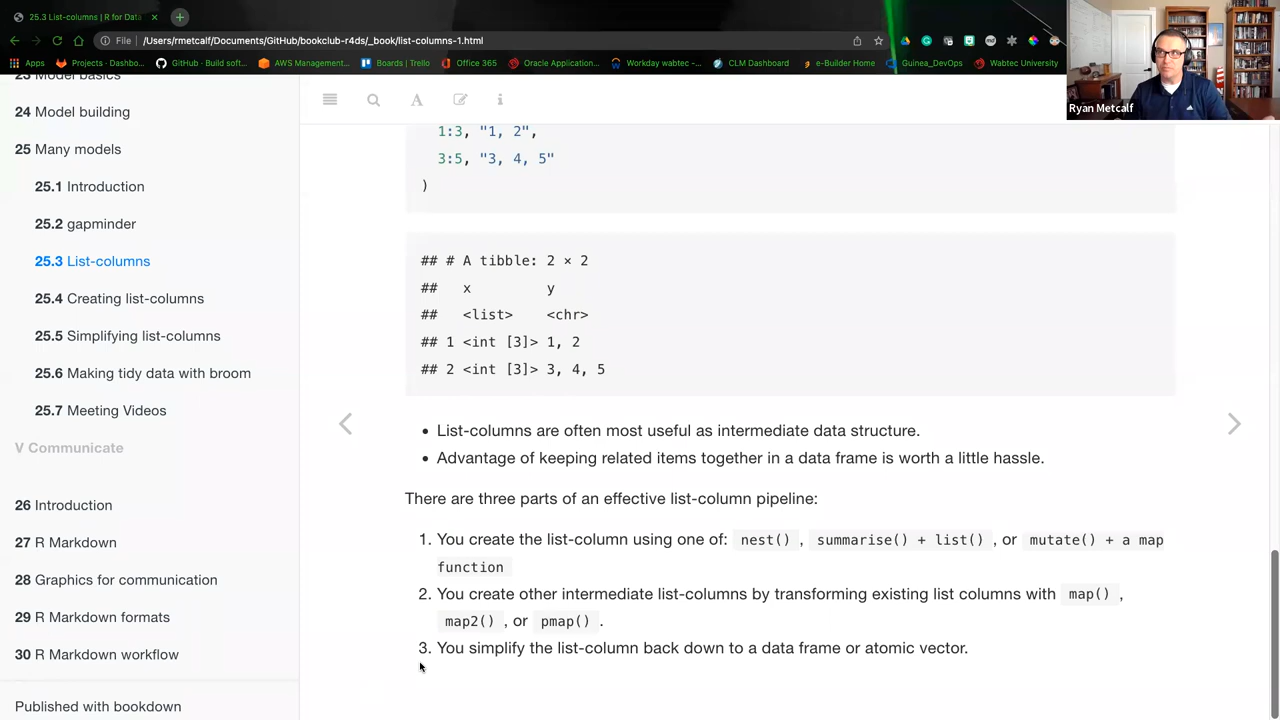 25.3 List-columns | R for Data
File /Users/rmetcalf/Documents/GitHub/bookclub-r4ds/_book/list-columns-1.html
Apps Projects - Dashbo... GitHub - Build soft... AWS Management... Boards | Trello Office 365 Oracle Application... Workday wabtec -... CLM Dashboard e-Builder Home Guinea_DevOps Wabtec University
Ryan Metcalf
23 Model basics
24 Model building
25 Many models
25.1 Introduction
25.2 gapminder
25.3 List-columns
25.4 Creating list-columns
25.5 Simplifying list-columns
25.6 Making tidy data with broom
25.7 Meeting Videos
V Communicate
26 Introduction
27 R Markdown
28 Graphics for communication
29 R Markdown formats
30 R Markdown workflow
Published with bookdown
1:3, "1, 2",
3:5, "3, 4, 5"
)
## # A tibble: 2 × 2
##   x         y
##   <list>    <chr>
## 1 <int [3]> 1, 2
## 2 <int [3]> 3, 4, 5
• List-columns are often most useful as intermediate data structure.
• Advantage of keeping related items together in a data frame is worth a little hassle.
There are three parts of an effective list-column pipeline:
1. You create the list-column using one of: nest() , summarise() + list() , or mutate() + a map
function
2. You create other intermediate list-columns by transforming existing list columns with map() ,
map2() , or pmap() .
3. You simplify the list-column back down to a data frame or atomic vector.